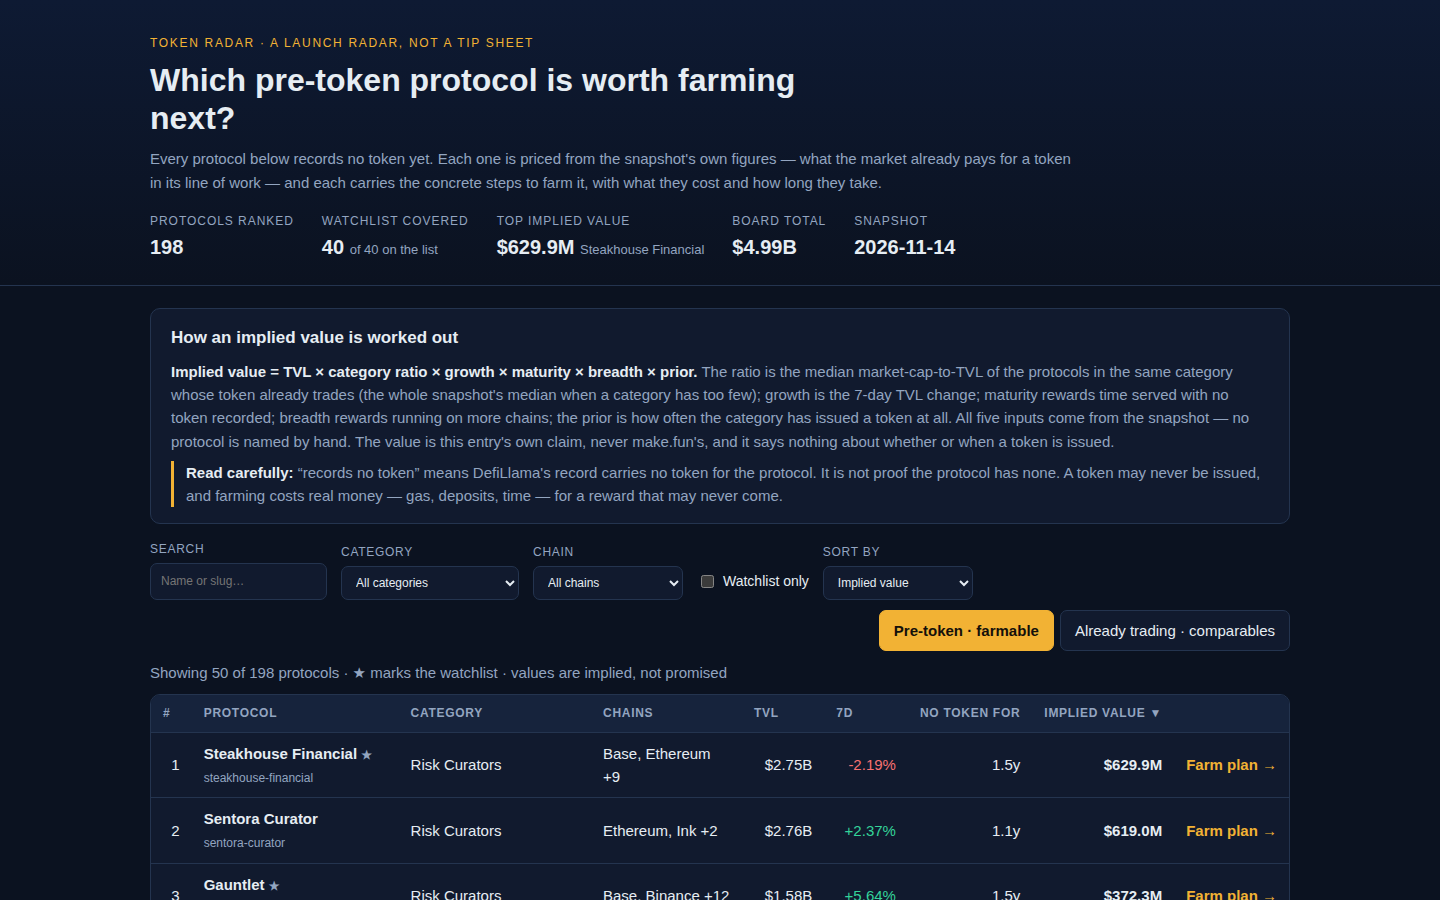 TOKEN RADAR · A LAUNCH RADAR, NOT A TIP SHEET
Which pre-token protocol is worth farming
next?
Every protocol below records no token yet. Each one is priced from the snapshot's own figures — what the market already pays for a token
in its line of work — and each carries the concrete steps to farm it, with what they cost and how long they take.
PROTOCOLS RANKED WATCHLIST COVERED TOP IMPLIED VALUE BOARD TOTAL SNAPSHOT
198 40 of 40 on the list $629.9M Steakhouse Financial $4.99B 2026-11-14
How an implied value is worked out
Implied value = TVL × category ratio × growth × maturity × breadth × prior. The ratio is the median market-cap-to-TVL of the protocols in the same category
whose token already trades (the whole snapshot's median when a category has too few); growth is the 7-day TVL change; maturity rewards time served with no
token recorded; breadth rewards running on more chains; the prior is how often the category has issued a token at all. All five inputs come from the snapshot — no
protocol is named by hand. The value is this entry's own claim, never make.fun's, and it says nothing about whether or when a token is issued.
Read carefully: “records no token” means DefiLlama's record carries no token for the protocol. It is not proof the protocol has none. A token may never be issued,
and farming costs real money — gas, deposits, time — for a reward that may never come.
SEARCH CATEGORY CHAIN SORT BY
Name or slug… All categories All chains Watchlist only Implied value
Pre-token · farmable Already trading · comparables
Showing 50 of 198 protocols · ★ marks the watchlist · values are implied, not promised
# PROTOCOL CATEGORY CHAINS TVL 7D NO TOKEN FOR IMPLIED VALUE ▼
1 Steakhouse Financial ★ Risk Curators Base, Ethereum $2.75B -2.19% 1.5y $629.9M Farm plan →
steakhouse-financial +9
2 Sentora Curator Risk Curators Ethereum, Ink +2 $2.76B +2.37% 1.1y $619.0M Farm plan →
sentora-curator
3 Gauntlet ★ Risk Curators Base, Binance +12 $1.58B +5.64% 1.5y $372.3M Farm plan →